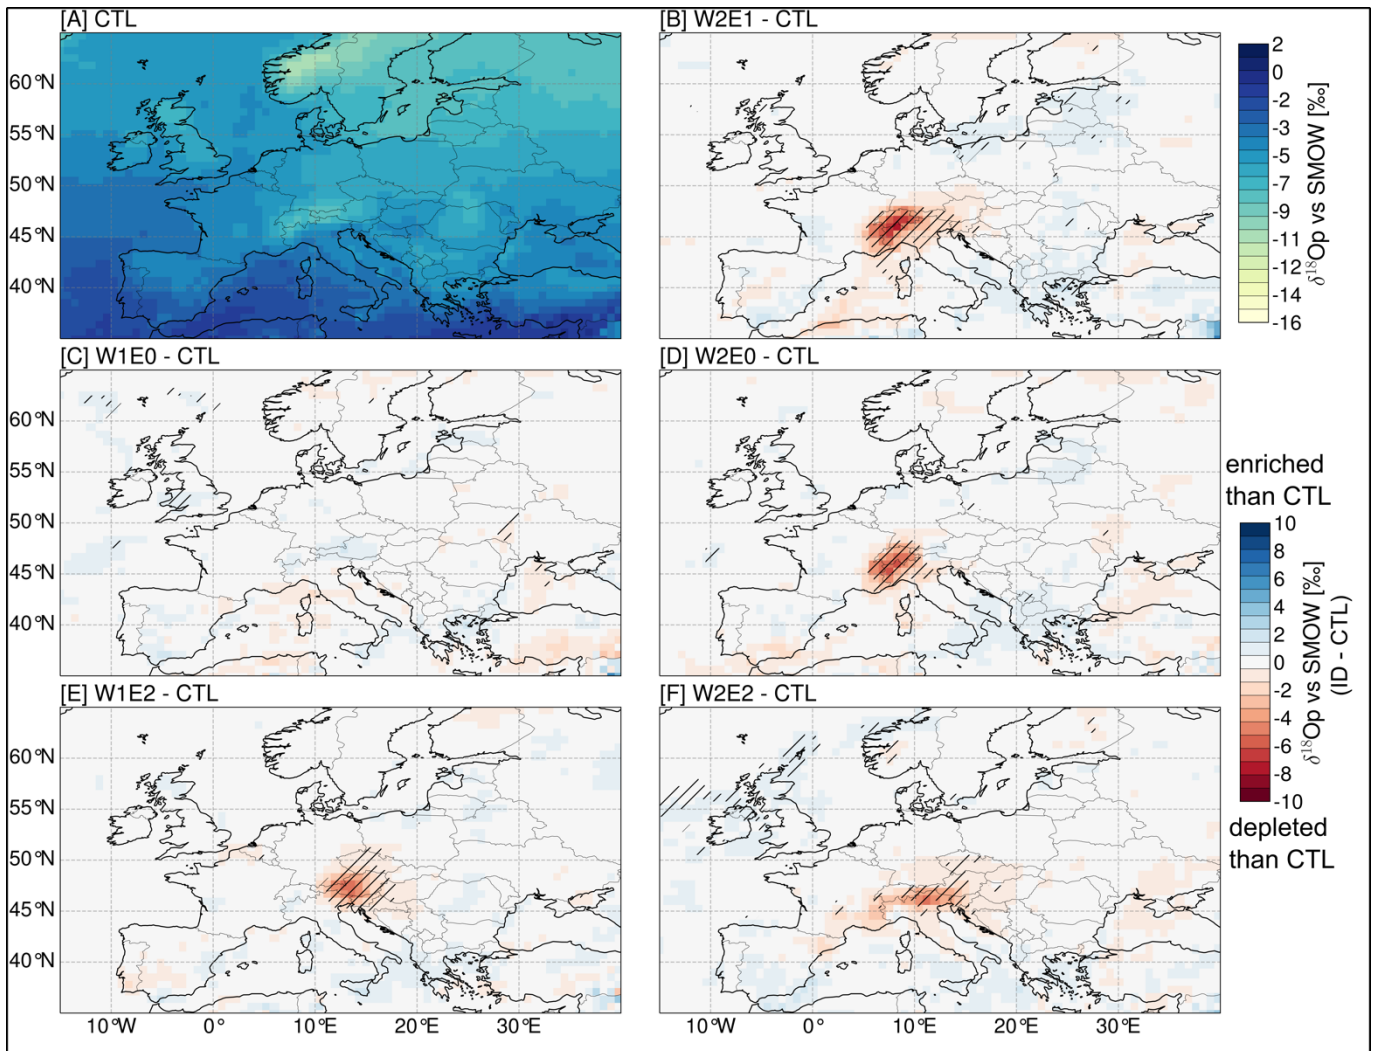 [A] CTL
[B] W2E1 - CTL
60°N
55°N
50°N
45°N
40°N
2
0
-2
-3
-5
-7
-9
-11
-12
-14
-16
δ¹⁸Op vs SMOW [‰]
[C] W1E0 - CTL
[D] W2E0 - CTL
60°N
55°N
50°N
45°N
40°N
enriched
than CTL
10
8
6
4
2
0
-2
-4
-6
-8
-10
δ¹⁸Op vs SMOW [‰]
(ID - CTL)
depleted
than CTL
[E] W1E2 - CTL
[F] W2E2 - CTL
60°N
55°N
50°N
45°N
40°N
10°W 0° 10°E 20°E 30°E
10°W 0° 10°E 20°E 30°E